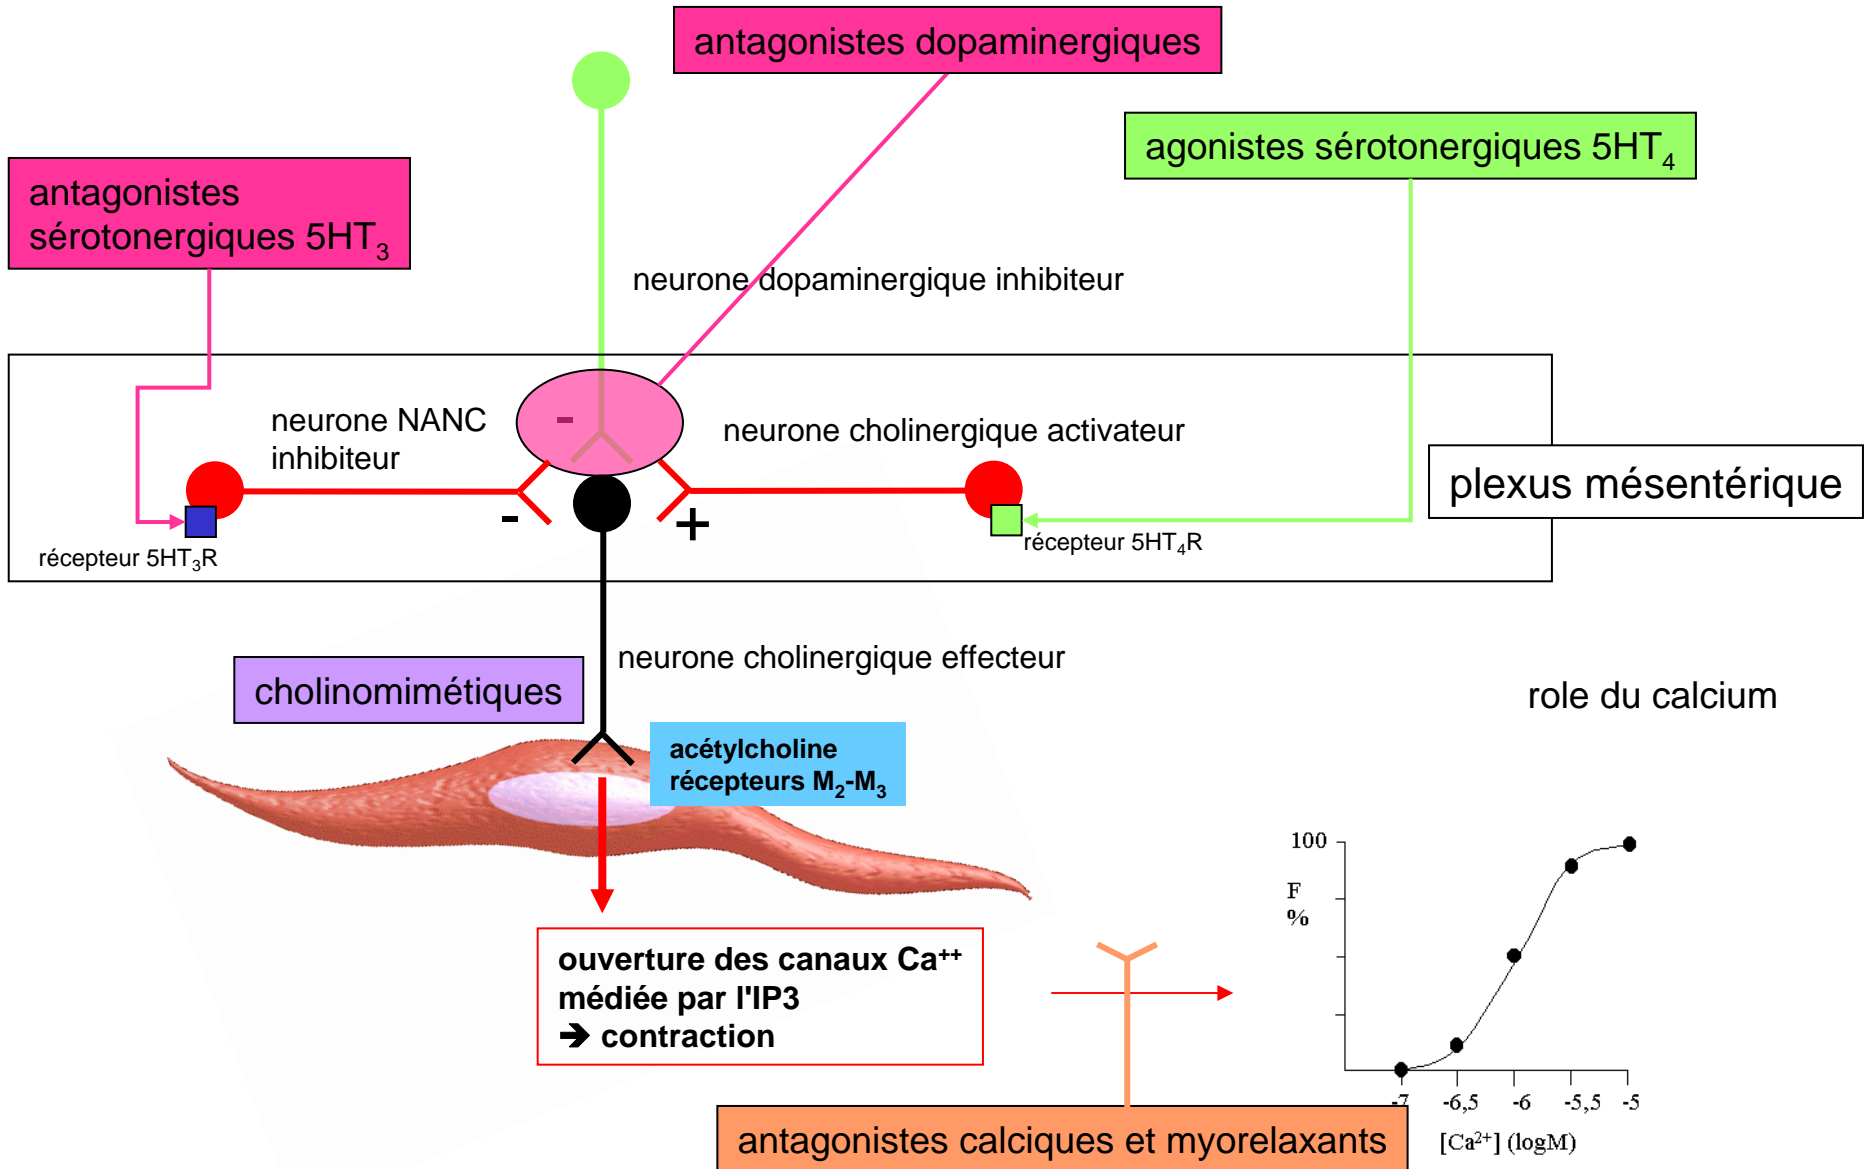 antagonistes dopaminergiques
agonistes sérotonergiques 5HT₄
antagonistes
sérotonergiques 5HT₃
neurone dopaminergique inhibiteur
neurone NANC
inhibiteur
-
neurone cholinergique activateur
plexus mésentérique
-
+
récepteur 5HT₃R
récepteur 5HT₄R
neurone cholinergique effecteur
cholinomimétiques
role du calcium
acétylcholine
récepteurs M₂-M₃
ouverture des canaux Ca⁺⁺
médiée par l'IP3
➔ contraction
100
F
%
-7 -6,5 -6 -5,5 -5
[Ca²⁺] (logM)
antagonistes calciques et myorelaxants